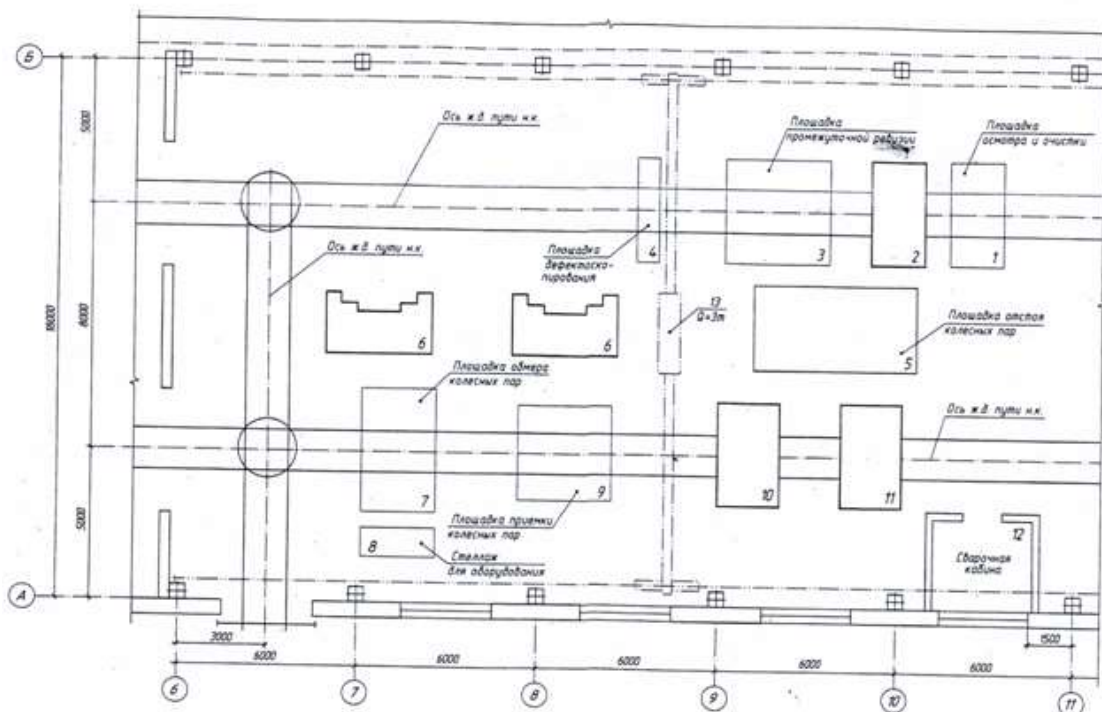 Б
5000
Ось ж.д. пути н.к.
Площадка
промежуточной ревизии
Площадка
осмотра и очистки
Ось ж.д. пути н.к.
Площадка
дефектоско-
пирования
4
3
2
1
18000
8000
13
Q=3т
6
6
Площадка отстоя
колесных пар
5
Площадка обмера
колесных пар
Ось ж.д. пути н.к.
7
9
10
11
5000
Площадка приемки
колесных пар
8
Стеллаж
для оборудования
12
Сварочная
кабина
А
3000
1500
6000
6000
6000
6000
6000
6
7
8
9
10
11